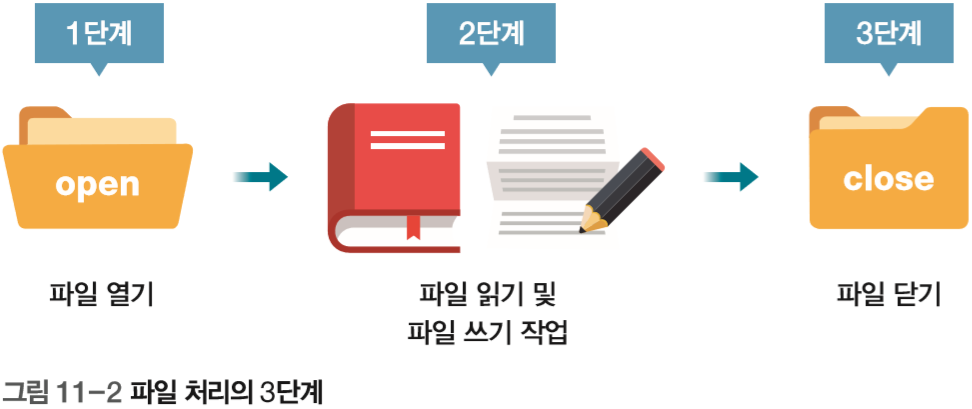 1단계
2단계
3단계
open
close
파일 열기
파일 읽기 및
파일 쓰기 작업
파일 닫기
그림 11-2 파일 처리의 3단계